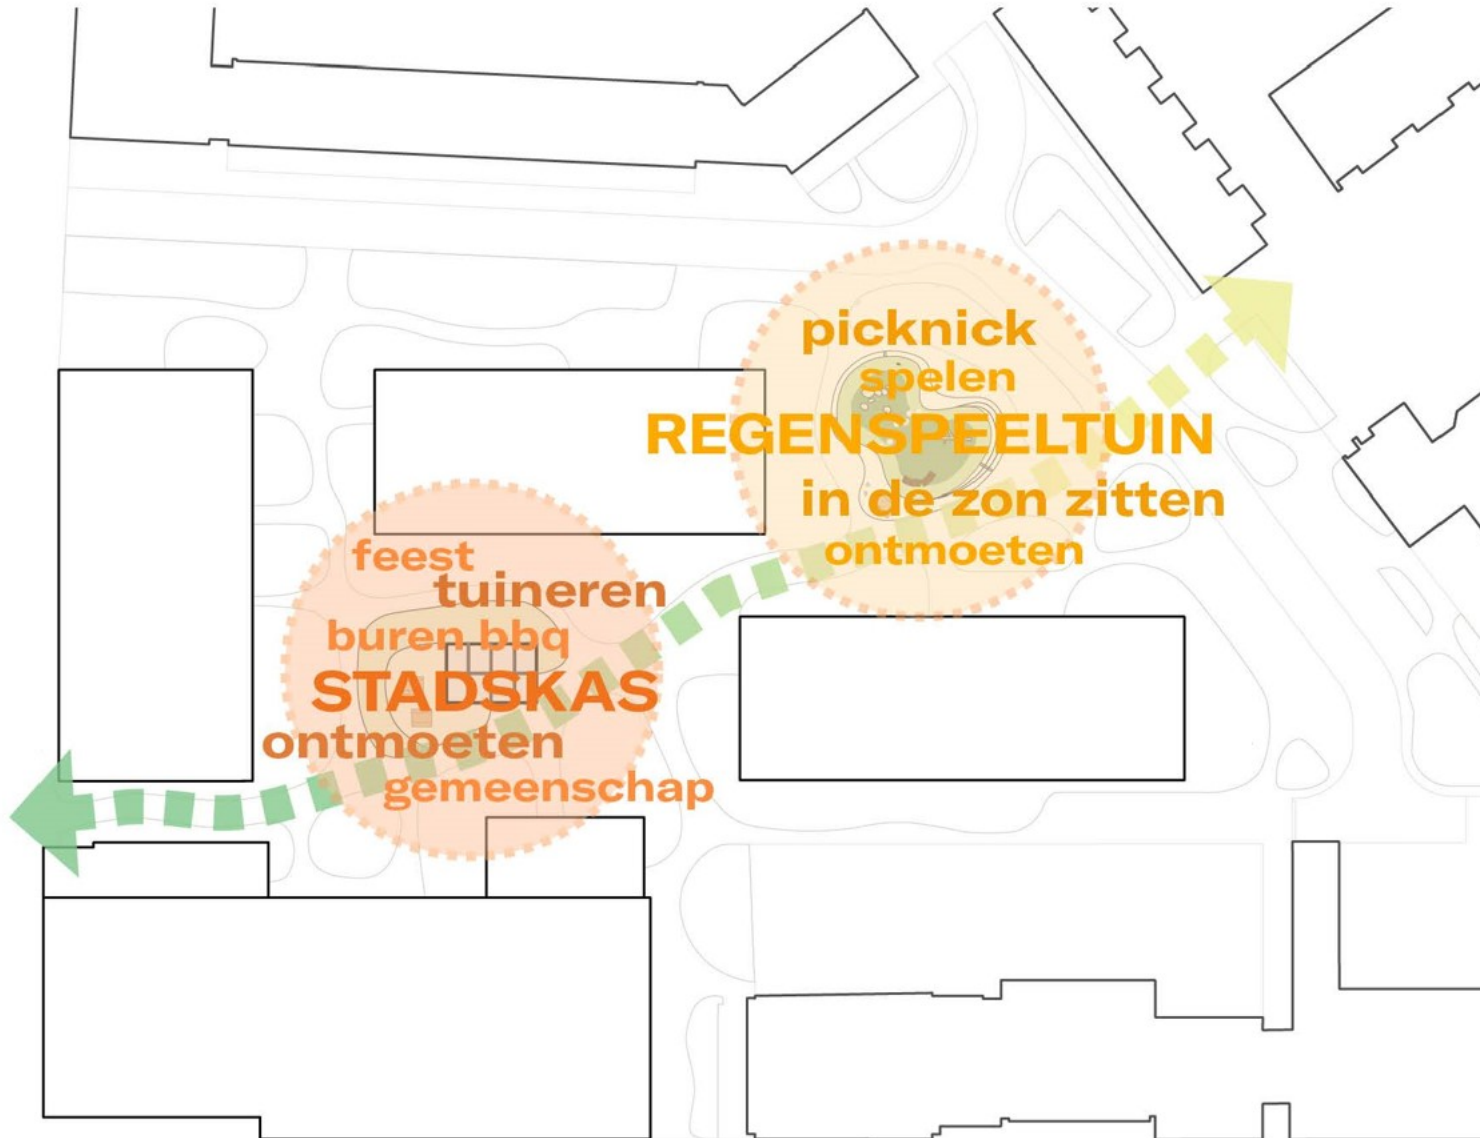 picknick
spelen
REGENSPEELTUIN
in de zon zitten
ontmoeten
feest
tuineren
buren bbq
STADSKAS
ontmoeten
gemeenschap